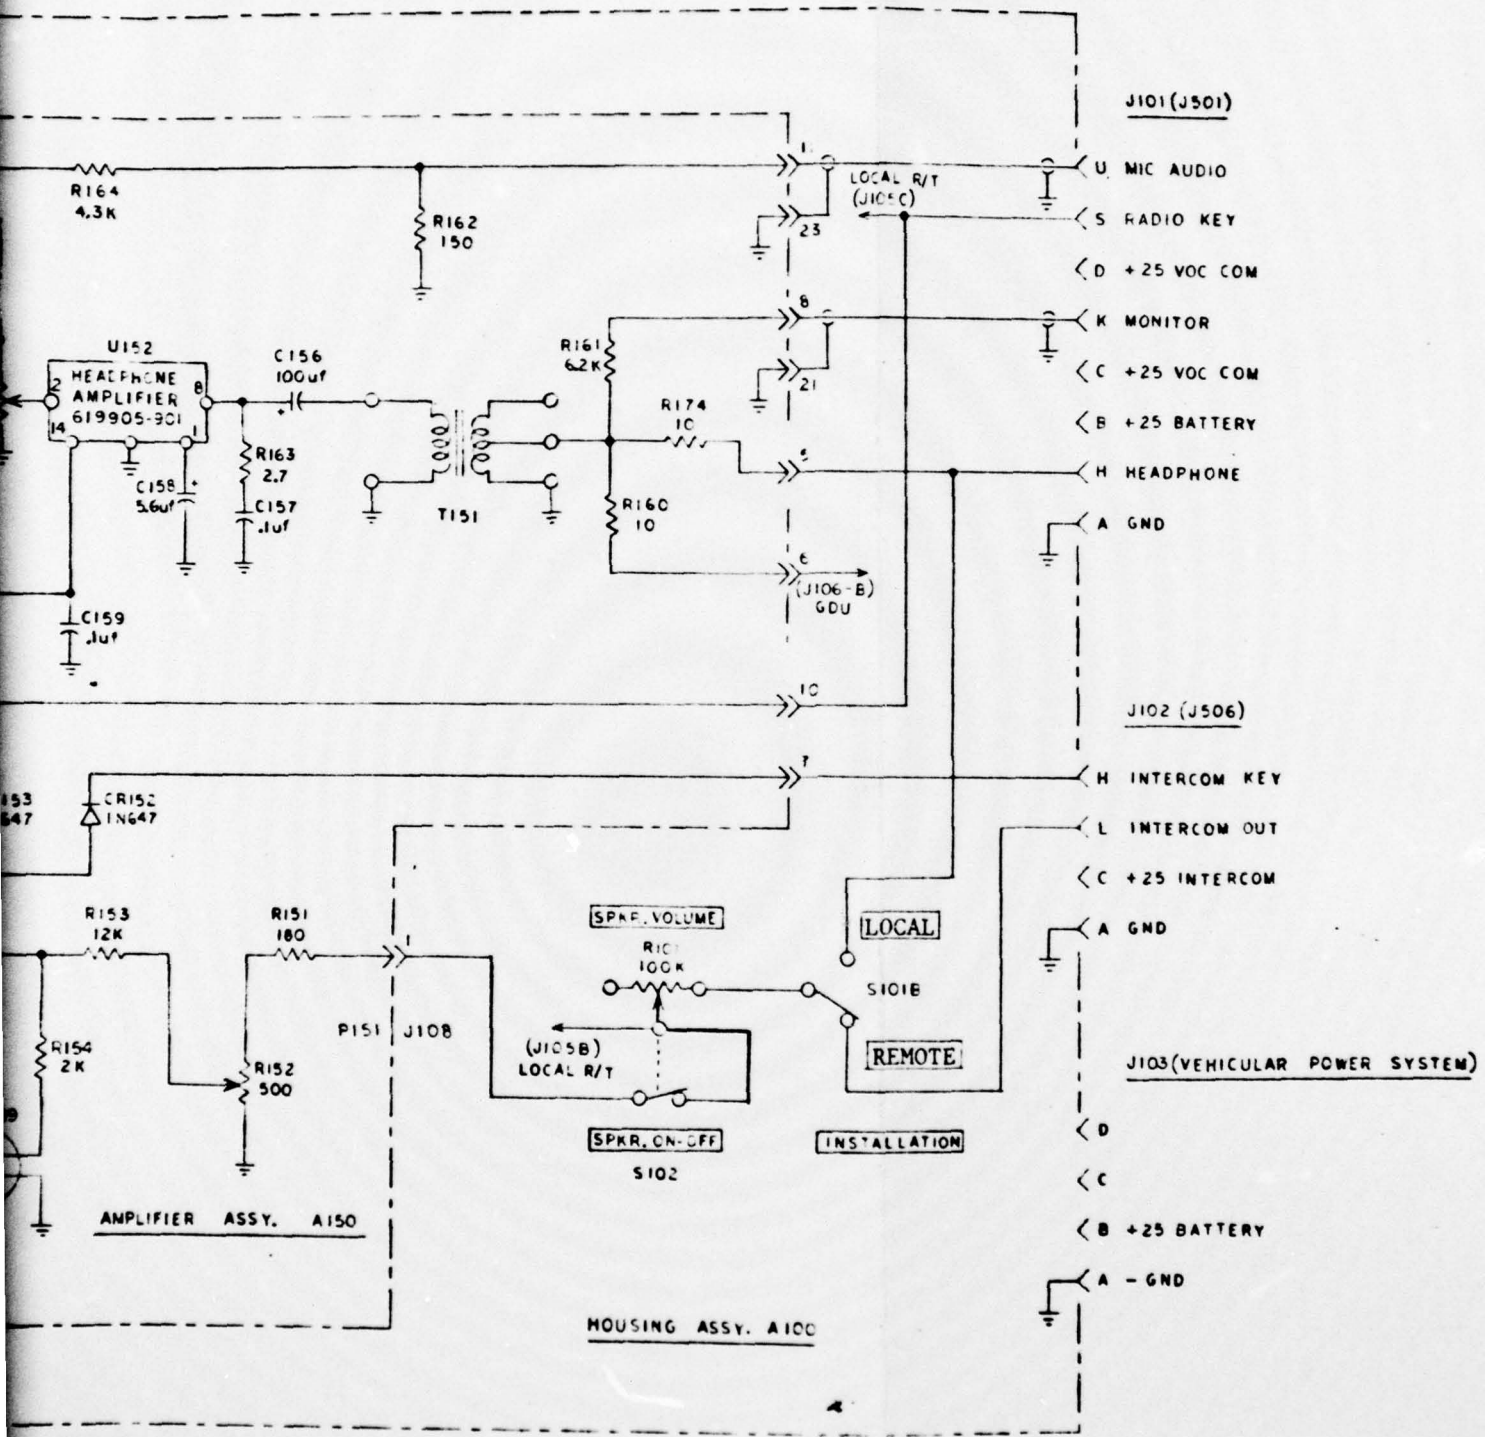 J101(J501)
R164
4.3K
R162
150
23
LOCAL R/T
(J105C)
U MIC AUDIO
S RADIO KEY
D +25 VOC COM
8
K MONITOR
21
C +25 VOC COM
B +25 BATTERY
U152
2
HEADPHONE
AMPLIFIER
619905-901
8
14
1
C156
100uf
+
R163
2.7
C158
5.6uf
+
C157
.1uf
T151
R161
6.2K
R174
10
R160
10
H HEADPHONE
A GND
6
(J106-B)
GDU
C159
.1uf
10
J102 (J506)
7
H INTERCOM KEY
153
647
CR152
1N647
L INTERCOM OUT
C +25 INTERCOM
A GND
R153
12K
R151
180
1
SPKR. VOLUME
100K
LOCAL
S101B
REMOTE
INSTALLATION
P151
J108
(J105B)
LOCAL R/T
R154
2K
R152
500
SPKR. ON-OFF
S102
J103(VEHICULAR POWER SYSTEM)
D
C
B +25 BATTERY
A - GND
9
AMPLIFIER ASSY. A150
HOUSING ASSY. A100